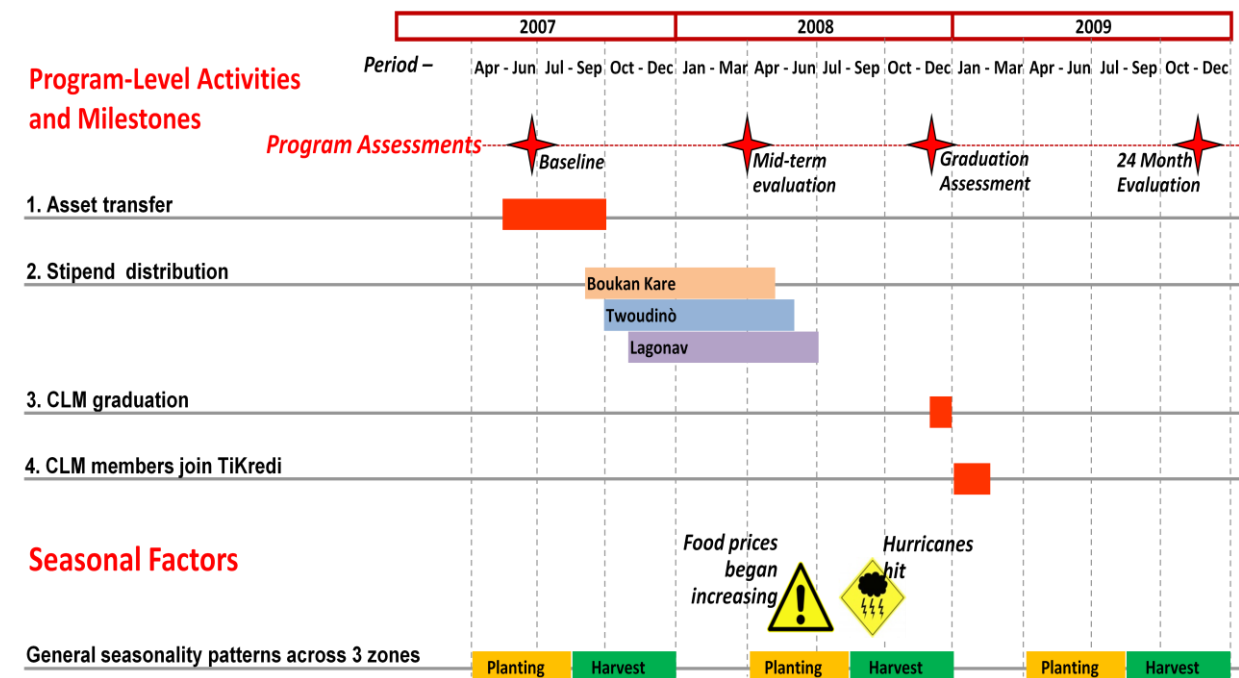 2007 2008 2009
Period – Apr - Jun Jul - Sep Oct - Dec Jan - Mar Apr - Jun Jul - Sep Oct - Dec Jan - Mar Apr - Jun Jul - Sep Oct - Dec
Program-Level Activities
and Milestones
Program Assessments
Baseline
Mid-term
evaluation
Graduation
Assessment
24 Month
Evaluation
1. Asset transfer
2. Stipend distribution
Boukan Kare
Twoudinò
Lagonav
3. CLM graduation
4. CLM members join TiKredi
Seasonal Factors
Food prices
began
increasing
Hurricanes
hit
General seasonality patterns across 3 zones
Planting Harvest Planting Harvest Planting Harvest